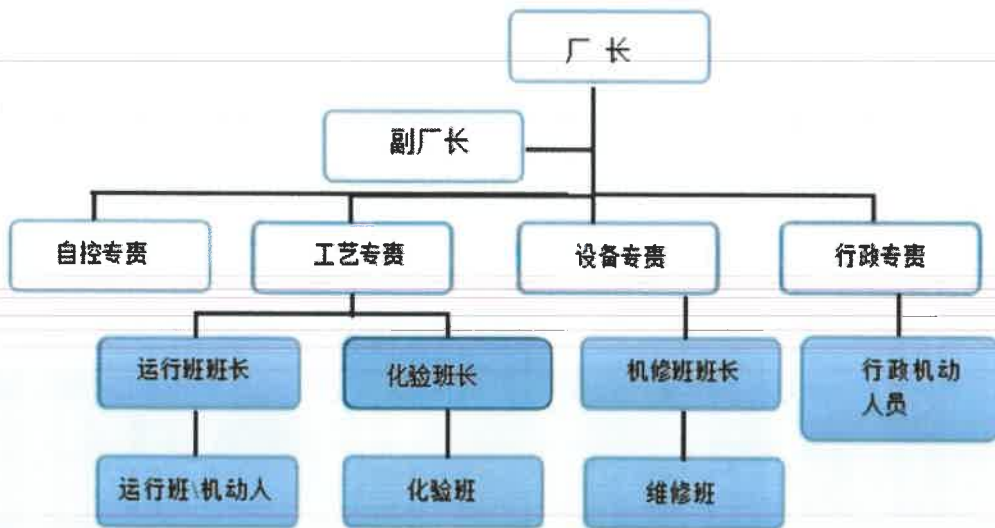 厂 长
副厂长
自控专责
工艺专责
设备专责
行政专责
运行班班长
化验班长
机修班班长
行政机动
人员
运行班\机动人
化验班
维修班